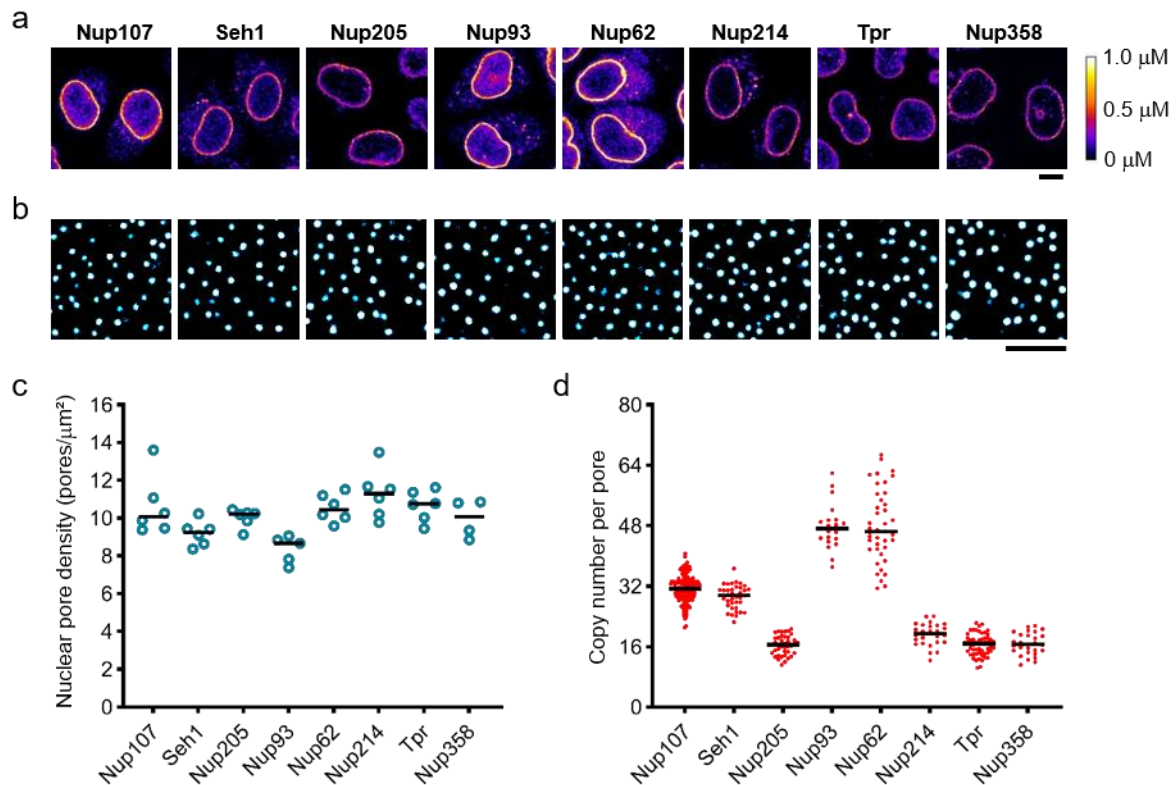 a
Nup107 Seh1 Nup205 Nup93 Nup62 Nup214 Tpr Nup358
1.0 μM
0.5 μM
0 μM
b
c
Nuclear pore density (pores/μm²)
16
14
12
10
8
6
4
2
0
Nup107 Seh1 Nup205 Nup93 Nup62 Nup214 Tpr Nup358
d
Copy number per pore
80
64
48
32
16
0
Nup107 Seh1 Nup205 Nup93 Nup62 Nup214 Tpr Nup358